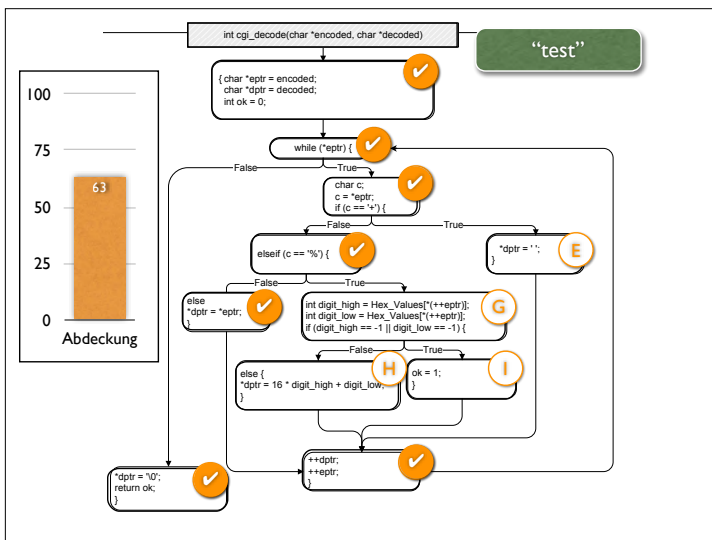 int cgi_decode(char *encoded, char *decoded)
“test”
{ char *eptr = encoded;
char *dptr = decoded;
int ok = 0;
100
75
50
25
0
63
Abdeckung
while (*eptr) {
False
True
char c;
c = *eptr;
if (c == '+') {
False
True
elseif (c == '%') {
*dptr = ' ';
}
E
False
True
else
*dptr = *eptr;
}
int digit_high = Hex_Values[*(++eptr)];
int digit_low = Hex_Values[*(++eptr)];
if (digit_high == -1 || digit_low == -1) {
G
False
True
else {
*dptr = 16 * digit_high + digit_low;
}
H
ok = 1;
}
I
*dptr = '\0';
return ok;
}
++dptr;
++eptr;
}